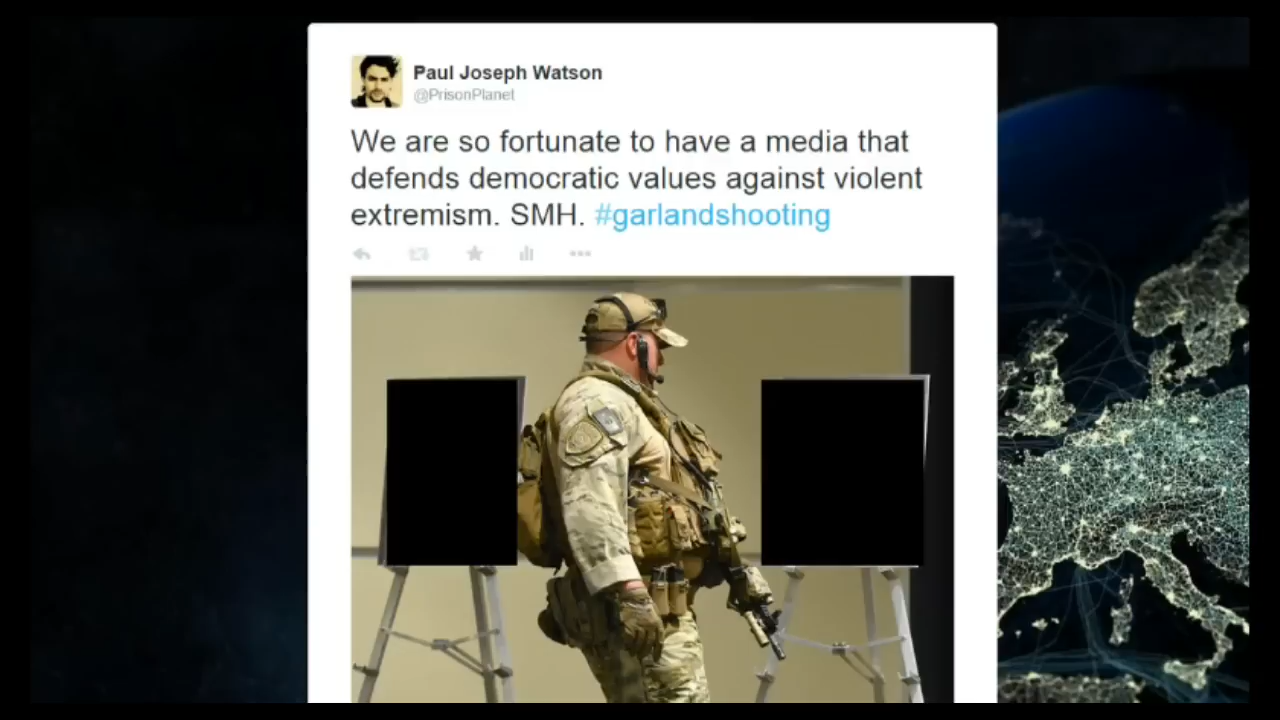 Paul Joseph Watson
@PrisonPlanet
We are so fortunate to have a media that
defends democratic values against violent
extremism. SMH. #garlandshooting